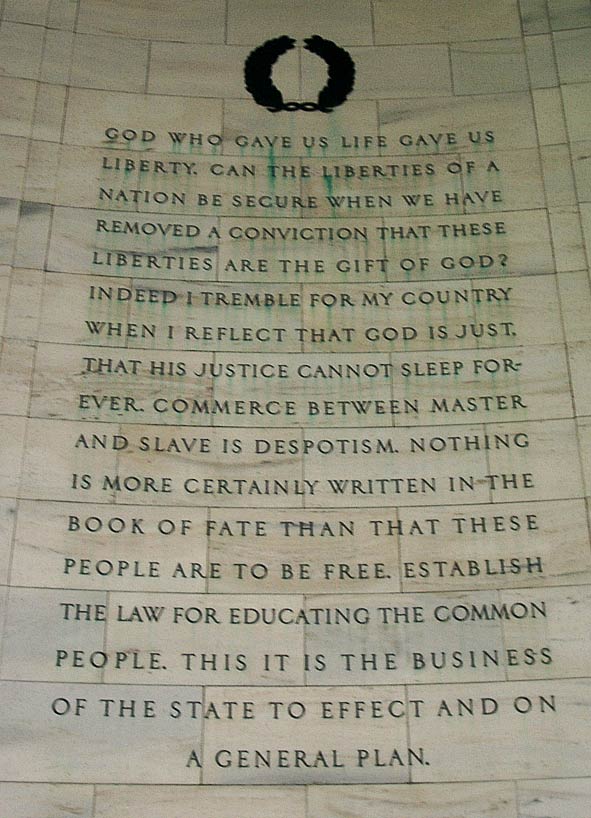 GOD WHO GAVE US LIFE GAVE US
LIBERTY. CAN THE LIBERTIES OF A
NATION BE SECURE WHEN WE HAVE
REMOVED A CONVICTION THAT THESE
LIBERTIES ARE THE GIFT OF GOD?
INDEED I TREMBLE FOR MY COUNTRY
WHEN I REFLECT THAT GOD IS JUST,
THAT HIS JUSTICE CANNOT SLEEP FOR-
EVER. COMMERCE BETWEEN MASTER
AND SLAVE IS DESPOTISM. NOTHING
IS MORE CERTAINLY WRITTEN IN THE
BOOK OF FATE THAN THAT THESE
PEOPLE ARE TO BE FREE. ESTABLISH
THE LAW FOR EDUCATING THE COMMON
PEOPLE. THIS IT IS THE BUSINESS
OF THE STATE TO EFFECT AND ON
A GENERAL PLAN.